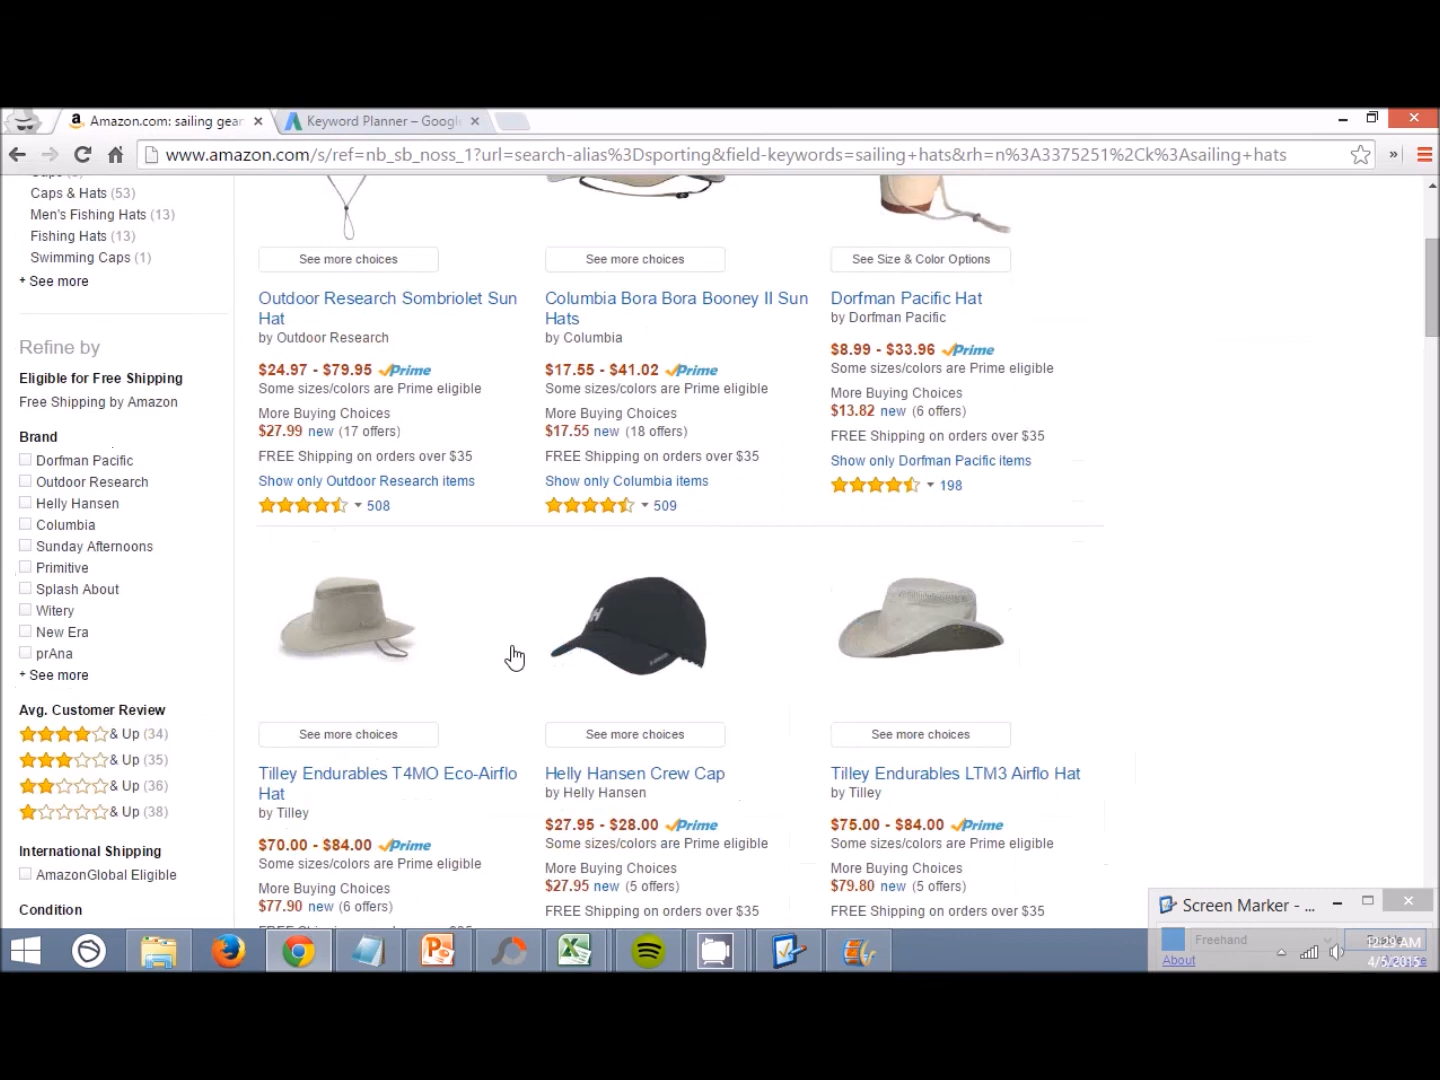 Amazon.com: sailing gear
Keyword Planner – Googl
www.amazon.com/s/ref=nb_sb_noss_1?url=search-alias%3Dsporting&field-keywords=sailing+hats&rh=n%3A3375251%2Ck%3Asailing+hats
Caps & Hats (53)
Men's Fishing Hats (13)
Fishing Hats (13)
Swimming Caps (1)
+ See more
Refine by
Eligible for Free Shipping
Free Shipping by Amazon
Brand
Dorfman Pacific
Outdoor Research
Helly Hansen
Columbia
Sunday Afternoons
Primitive
Splash About
Witery
New Era
prAna
+ See more
Avg. Customer Review
& Up (34)
& Up (35)
& Up (36)
& Up (38)
International Shipping
AmazonGlobal Eligible
Condition
See more choices
Outdoor Research Sombriolet Sun
Hat
by Outdoor Research
$24.97 - $79.95 Prime
Some sizes/colors are Prime eligible
More Buying Choices
$27.99 new (17 offers)
FREE Shipping on orders over $35
Show only Outdoor Research items
508
See more choices
Columbia Bora Bora Booney II Sun
Hats
by Columbia
$17.55 - $41.02 Prime
Some sizes/colors are Prime eligible
More Buying Choices
$17.55 new (18 offers)
FREE Shipping on orders over $35
Show only Columbia items
509
See Size & Color Options
Dorfman Pacific Hat
by Dorfman Pacific
$8.99 - $33.96 Prime
Some sizes/colors are Prime eligible
More Buying Choices
$13.82 new (6 offers)
FREE Shipping on orders over $35
Show only Dorfman Pacific items
198
See more choices
Tilley Endurables T4MO Eco-Airflo
Hat
by Tilley
$70.00 - $84.00 Prime
Some sizes/colors are Prime eligible
More Buying Choices
$77.90 new (6 offers)
See more choices
Helly Hansen Crew Cap
by Helly Hansen
$27.95 - $28.00 Prime
Some sizes/colors are Prime eligible
More Buying Choices
$27.95 new (5 offers)
FREE Shipping on orders over $35
See more choices
Tilley Endurables LTM3 Airflo Hat
by Tilley
$75.00 - $84.00 Prime
Some sizes/colors are Prime eligible
More Buying Choices
$79.80 new (5 offers)
FREE Shipping on orders over $35
Screen Marker - ...
Freehand
About